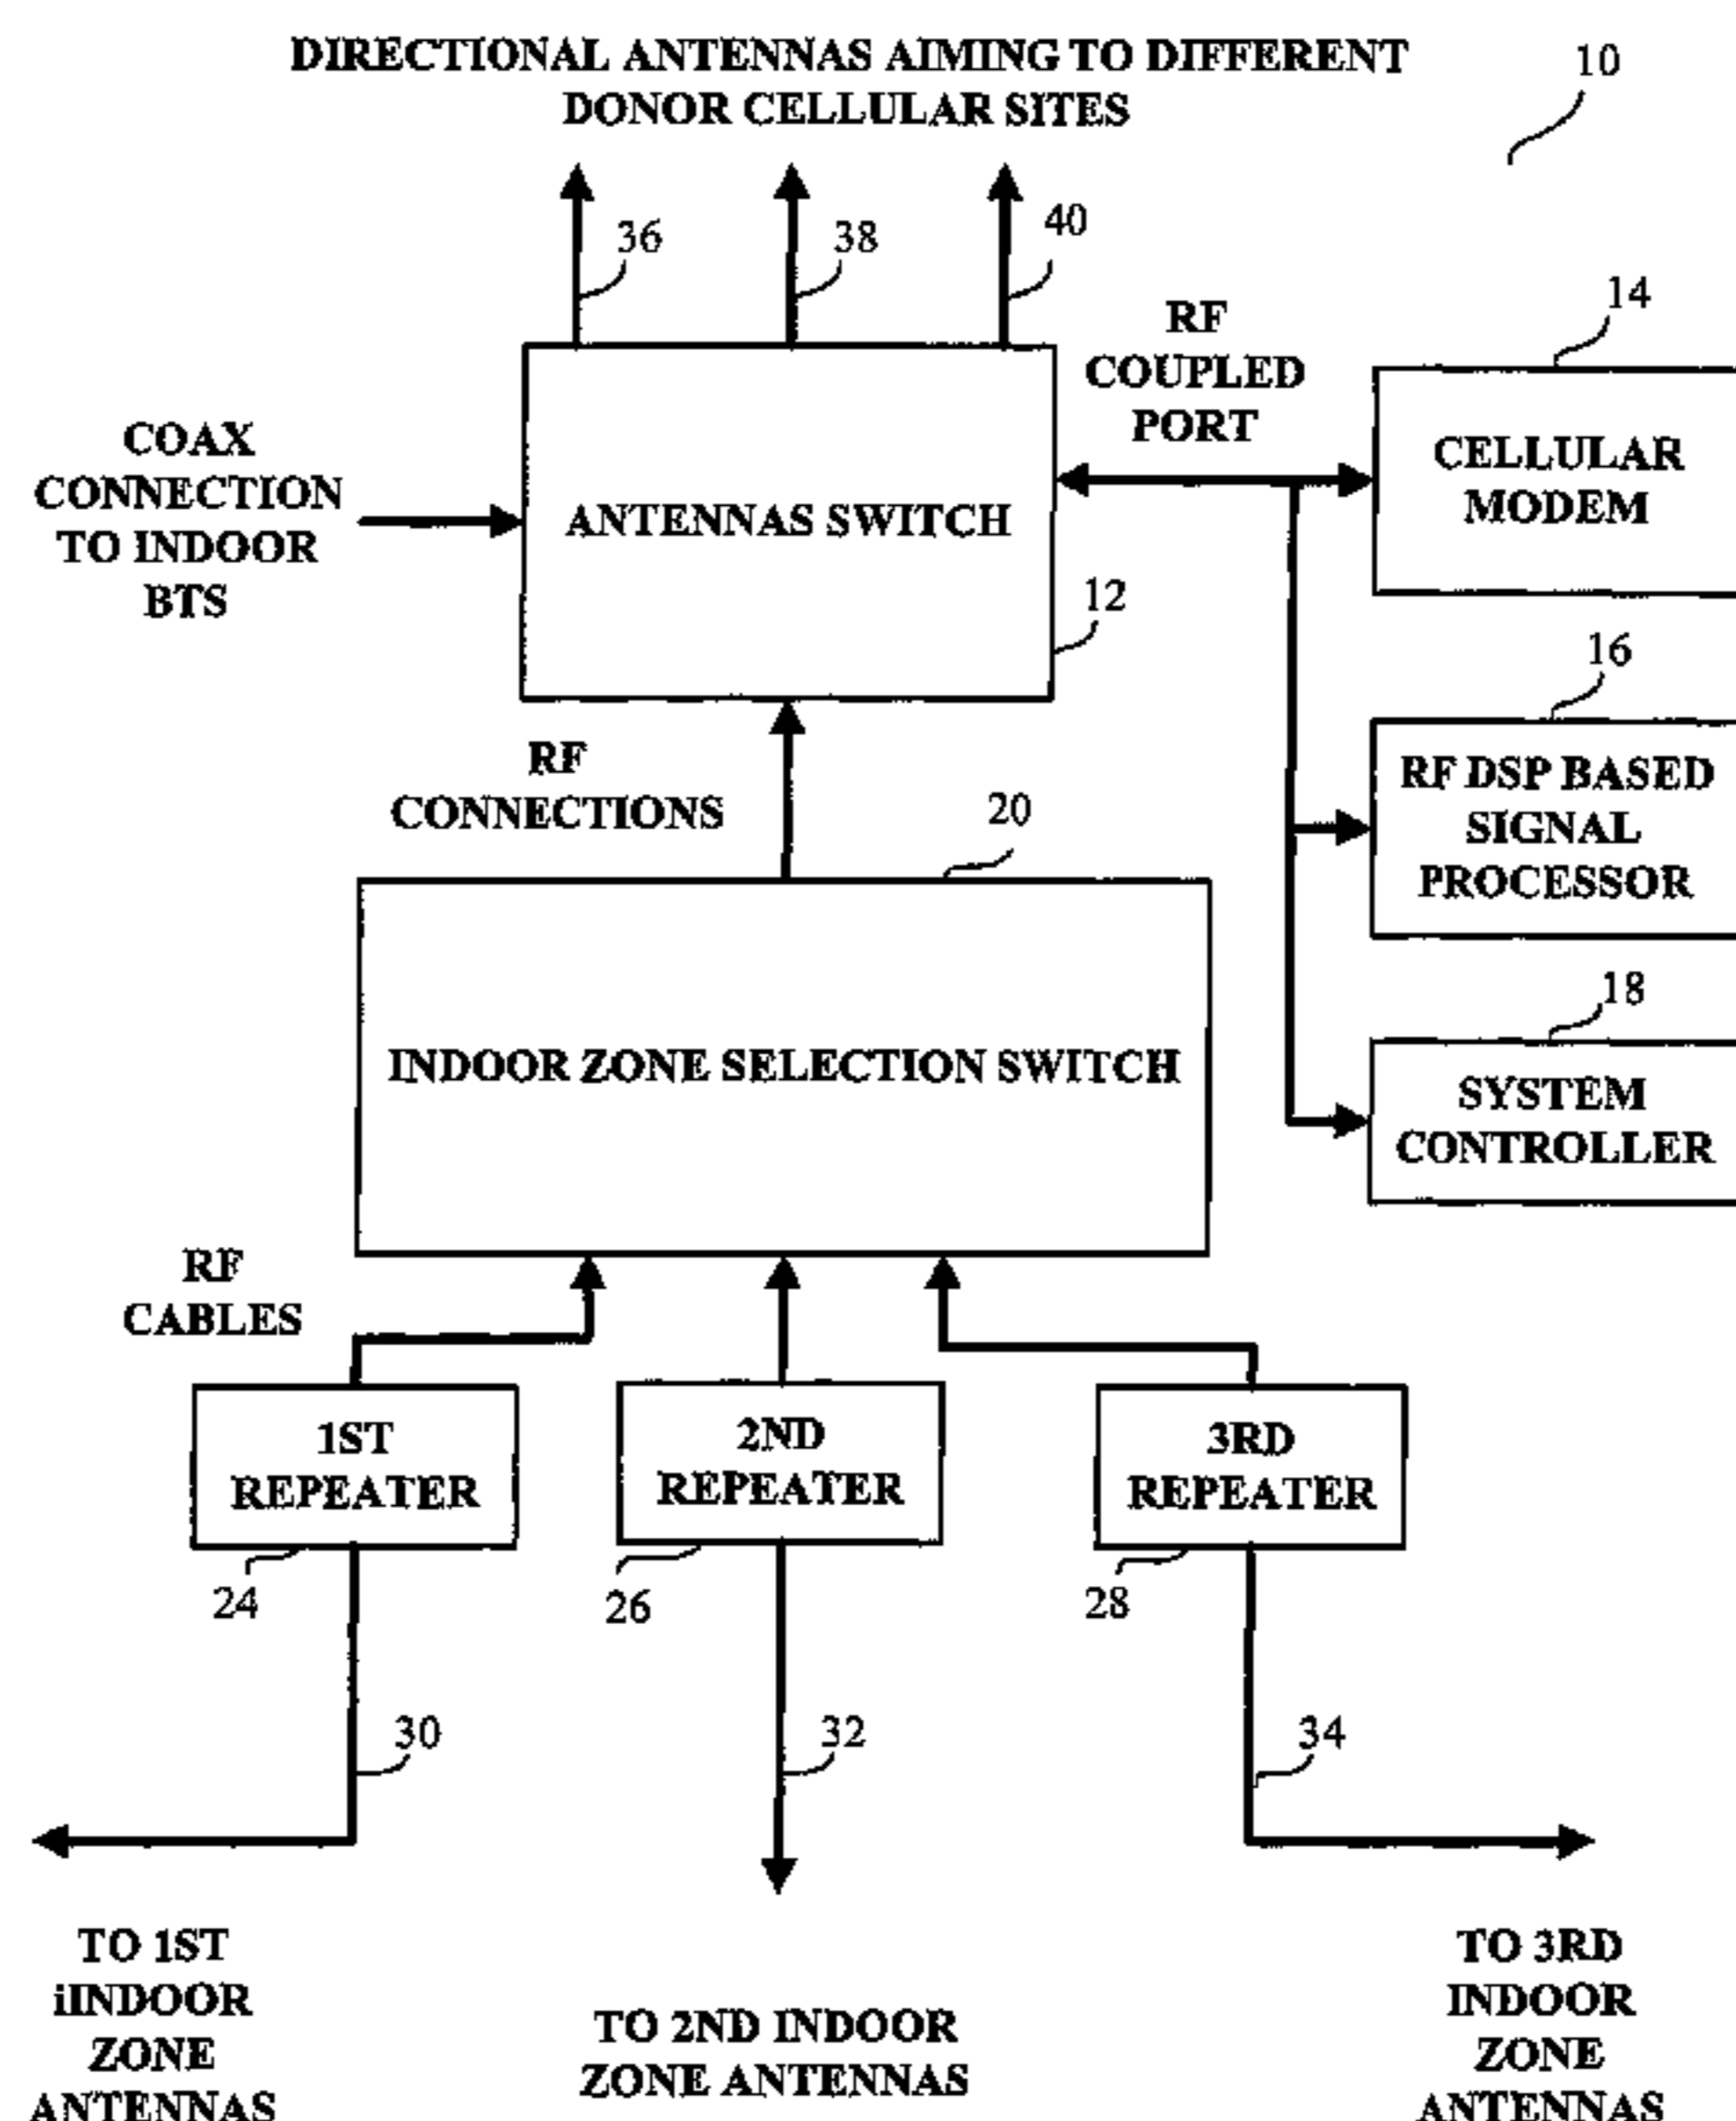 DIRECTIONAL ANTENNAS AIMING TO DIFFERENT
DONOR CELLULAR SITES
10
36
38
40
RF
COUPLED
PORT
14
CELLULAR
MODEM
COAX
CONNECTION
TO INDOOR
BTS
ANTENNAS SWITCH
12
16
RF DSP BASED
SIGNAL
PROCESSOR
RF
CONNECTIONS
20
18
INDOOR ZONE SELECTION SWITCH
SYSTEM
CONTROLLER
RF
CABLES
1ST
REPEATER
2ND
REPEATER
3RD
REPEATER
24
26
28
30
32
34
TO 1ST
iINDOOR
ZONE
ANTENNAS
TO 2ND INDOOR
ZONE ANTENNAS
TO 3RD
INDOOR
ZONE
ANTENNAS